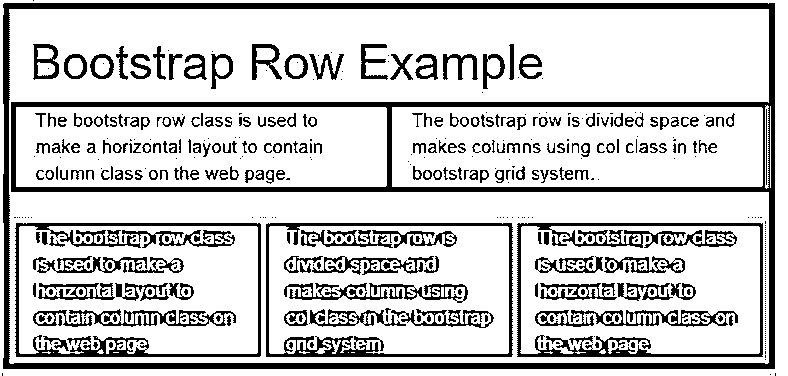 Bootstrap Row Example
The bootstrap row class is used to
make a horizontal layout to contain
column class on the web page.
The bootstrap row is divided space and
makes columns using col class in the
bootstrap grid system..
The bootstrap row class
is used to make a
horizontal layout to
contain column class on
the web page
The bootstrap row is
divided space and
makes columns using
col class in the bootstrap
grid system
The bootstrap row class
is used to make a
horizontal layout to
contain column class on
the web page